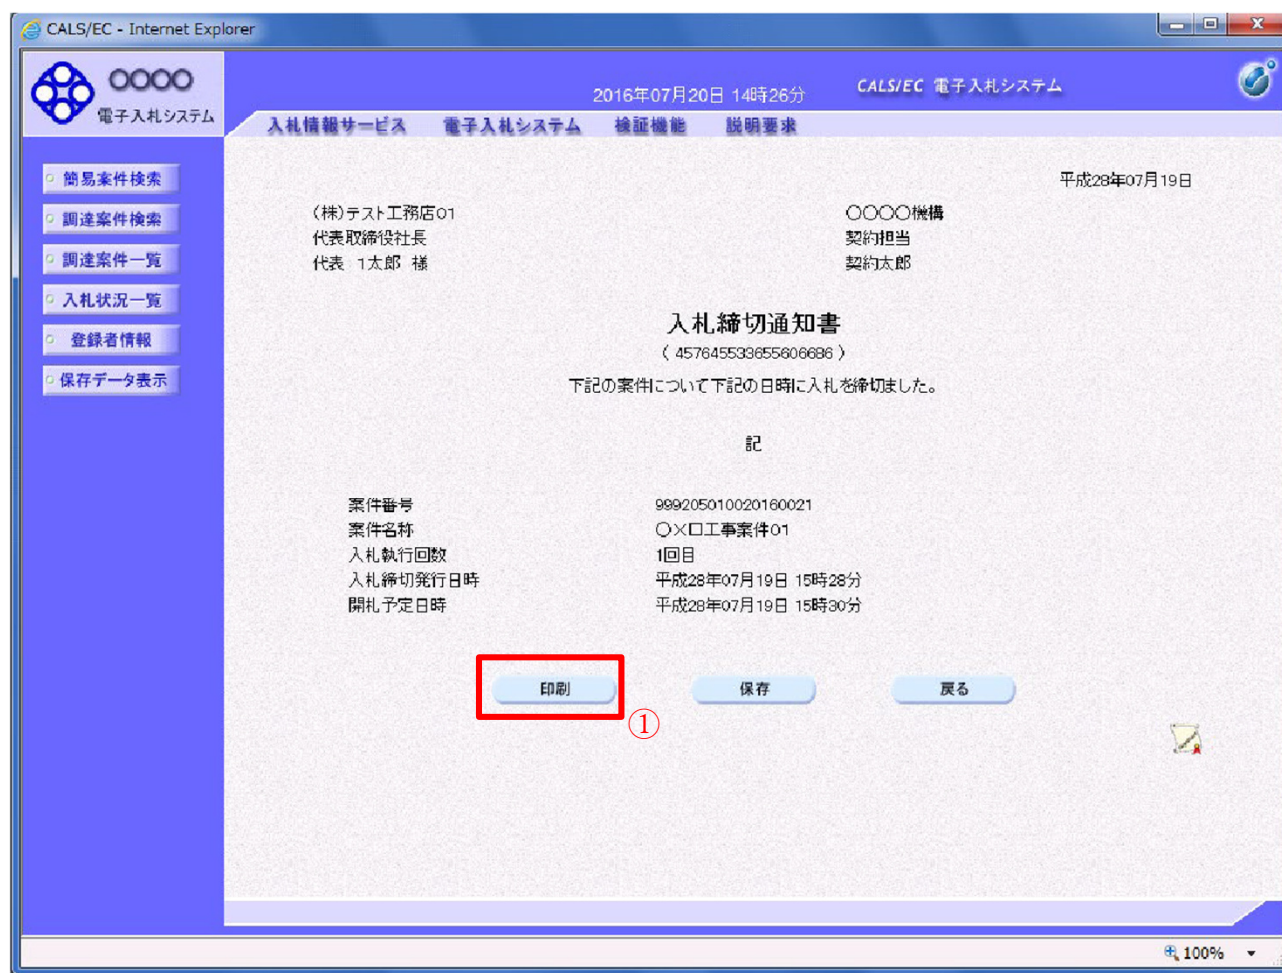 CALS/EC - Internet Explorer
〇〇〇〇
電子入札システム
2016年07月20日 14時26分
CALS/EC 電子入札システム
入札情報サービス 電子入札システム 検証機能 説明要求
簡易案件検索
調達案件検索
調達案件一覧
入札状況一覧
登録者情報
保存データ表示
平成28年07月19日
(株)テスト工務店01
代表取締役社長
代表 1太郎 様
〇〇〇〇機構
契約担当
契約太郎
入札締切通知書
( 457645533655606686 )
下記の案件について下記の日時に入札を締切ました。
記
案件番号 999205010020160021
案件名称 〇×口工事案件01
入札執行回数 1回目
入札締切発行日時 平成28年07月19日 15時28分
開札予定日時 平成28年07月19日 15時30分
印刷 保存 戻る
①
100%